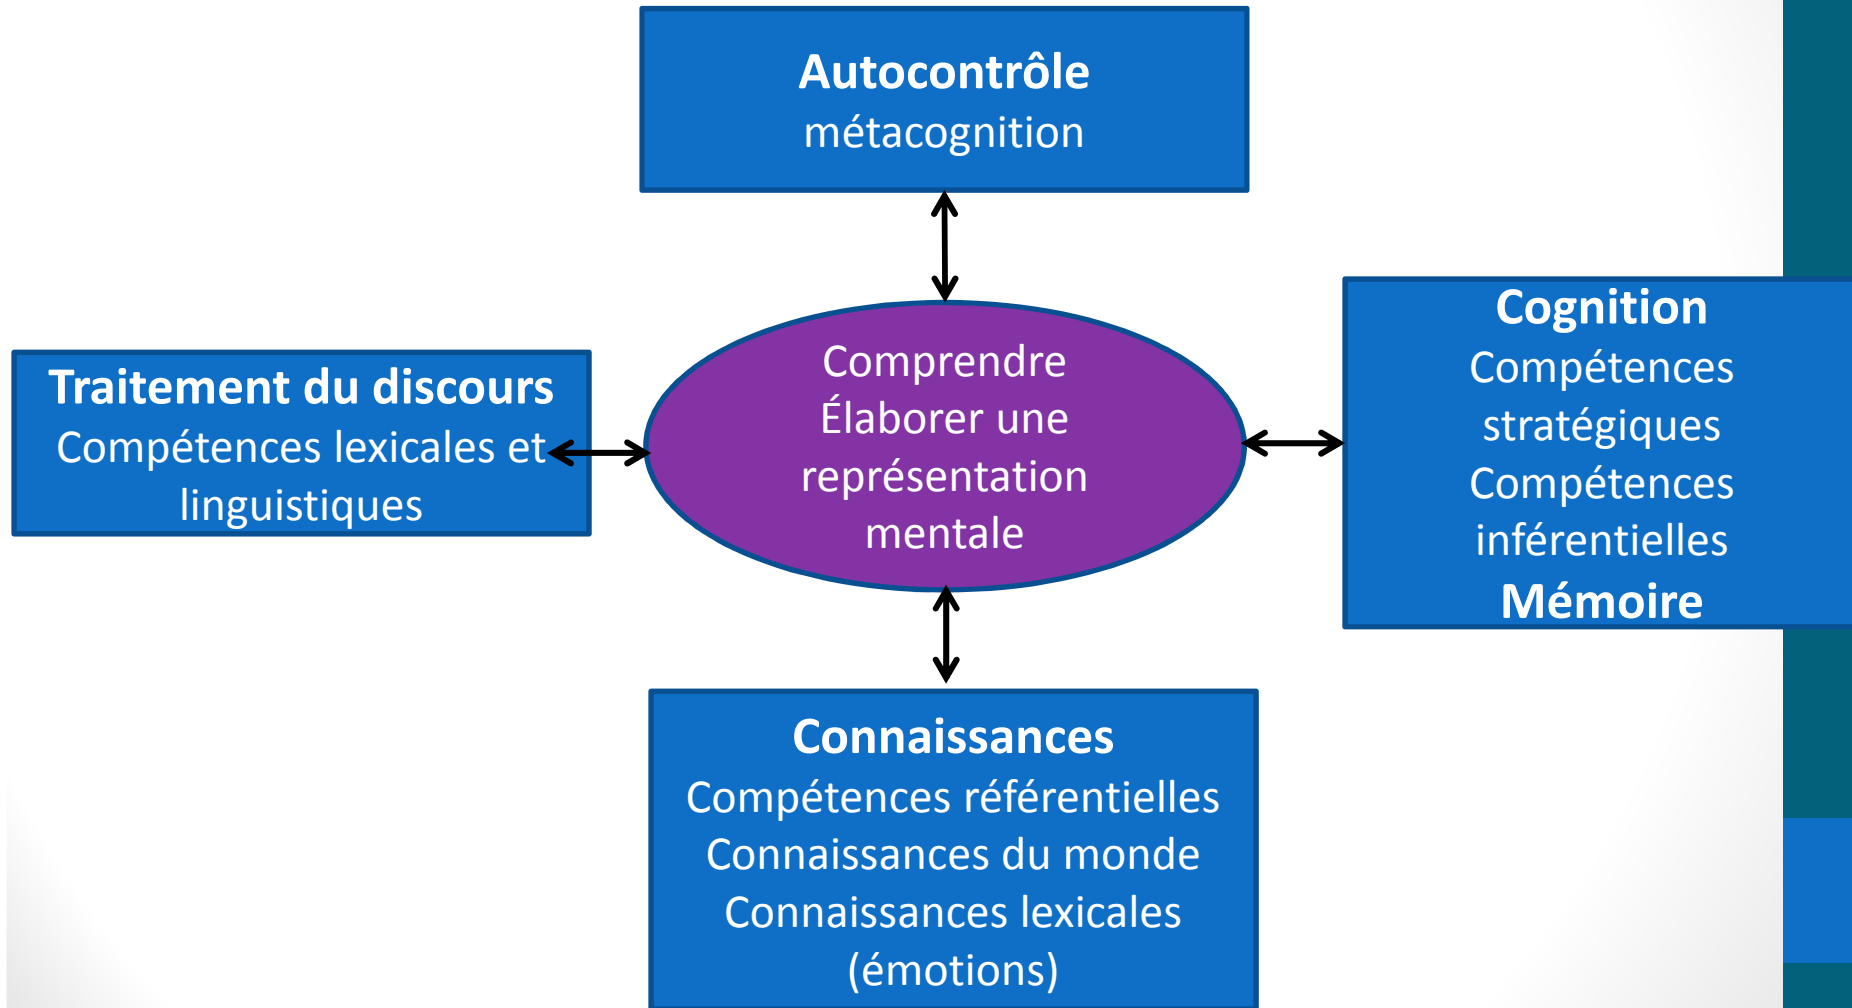 Autocontrôle
métacognition
Traitement du discours
Compétences lexicales et
linguistiques
Comprendre
Élaborer une
représentation
mentale
Cognition
Compétences
stratégiques
Compétences
inférentielles
Mémoire
Connaissances
Compétences référentielles
Connaissances du monde
Connaissances lexicales
(émotions)